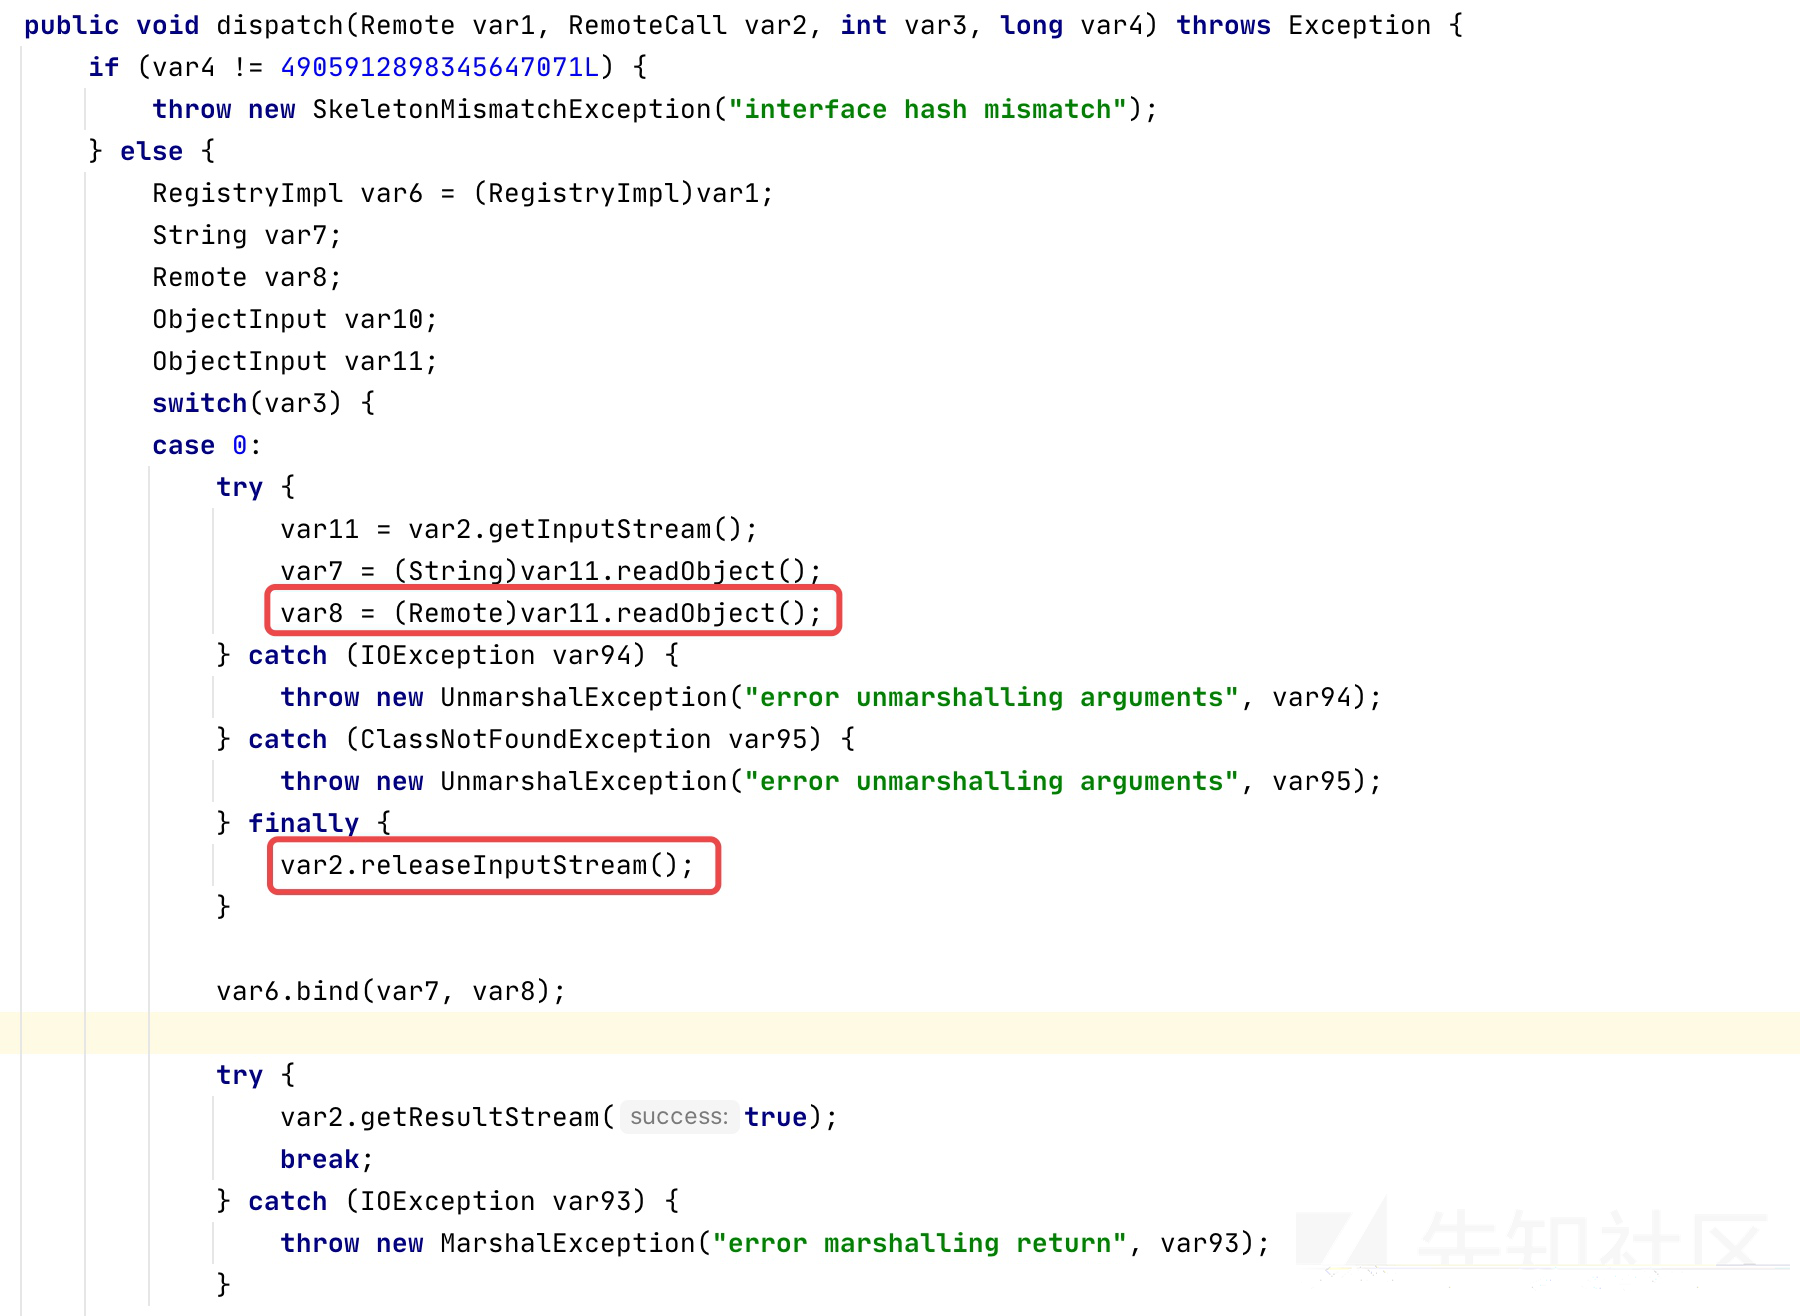 public void dispatch(Remote var1, RemoteCall var2, int var3, long var4) throws Exception {
if (var4 != 4905912898345647071L) {
throw new SkeletonMismatchException("interface hash mismatch");
} else {
RegistryImpl var6 = (RegistryImpl)var1;
String var7;
Remote var8;
ObjectInput var10;
ObjectInput var11;
switch(var3) {
case 0:
try {
var11 = var2.getInputStream();
var7 = (String)var11.readObject();
var8 = (Remote)var11.readObject();
} catch (IOException var94) {
throw new UnmarshalException("error unmarshalling arguments", var94);
} catch (ClassNotFoundException var95) {
throw new UnmarshalException("error unmarshalling arguments", var95);
} finally {
var2.releaseInputStream();
}
var6.bind(var7, var8);
try {
var2.getResultStream( success: true);
break;
} catch (IOException var93) {
throw new MarshalException("error marshalling return", var93);
}
先知社区